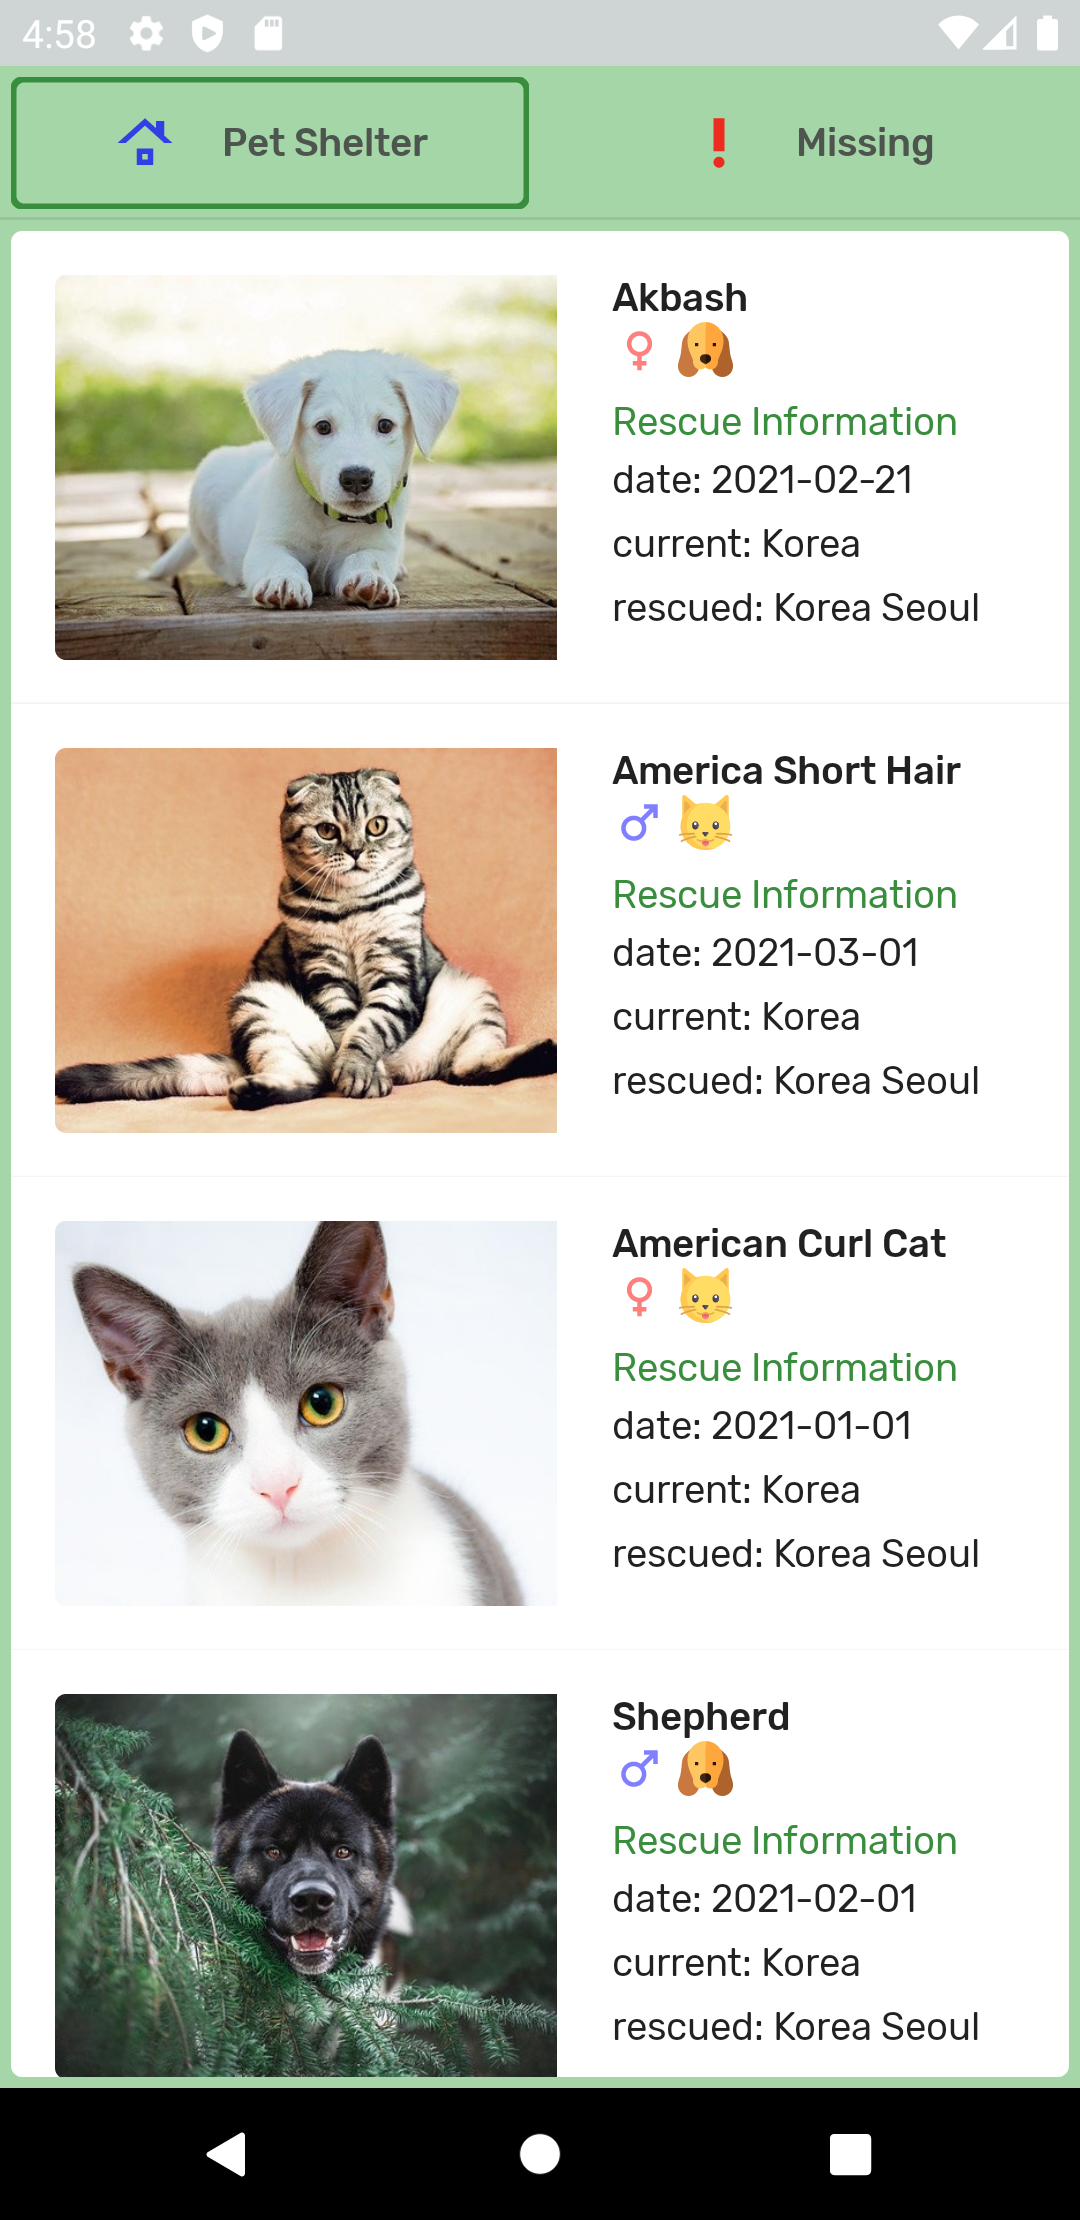 4:58
Pet Shelter
Missing
Akbash
Rescue Information
date: 2021-02-21
current: Korea
rescued: Korea Seoul
America Short Hair
Rescue Information
date: 2021-03-01
current: Korea
rescued: Korea Seoul
American Curl Cat
Rescue Information
date: 2021-01-01
current: Korea
rescued: Korea Seoul
Shepherd
Rescue Information
date: 2021-02-01
current: Korea
rescued: Korea Seoul